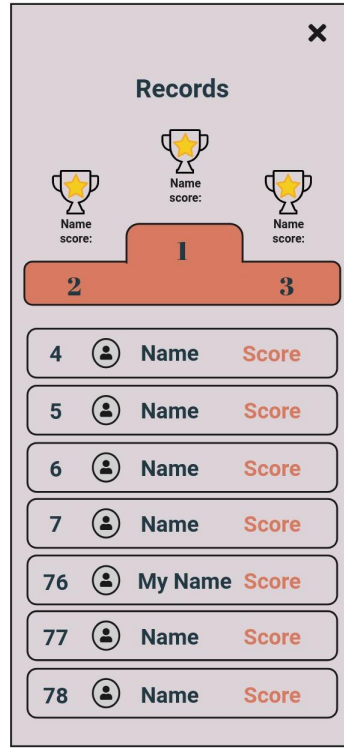 Records
Name
score:
Name
score:
Name
score:
1
2
3
4 Name Score
5 Name Score
6 Name Score
7 Name Score
76 My Name Score
77 Name Score
78 Name Score